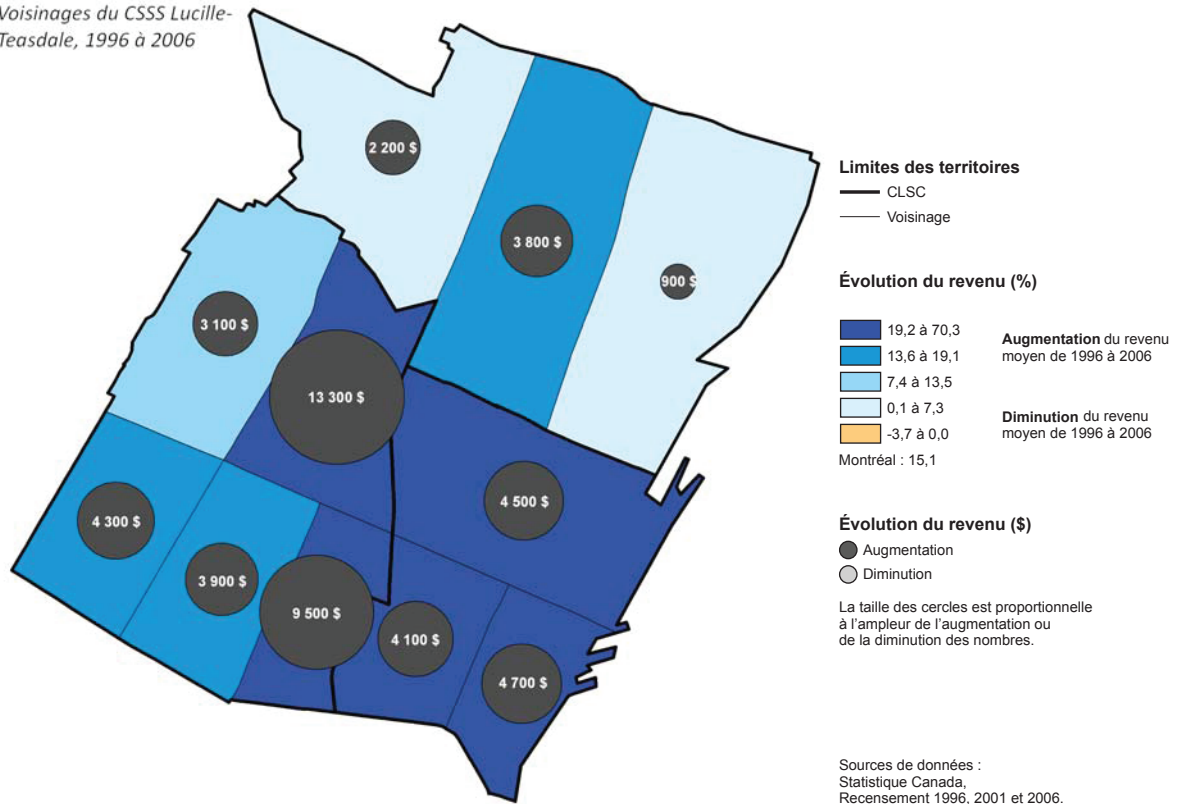 Voisinages du CSSS Lucille-
Teasdale, 1996 à 2006
2 200 $
3 800 $
900 $
3 100 $
13 300 $
4 500 $
4 300 $
3 900 $
9 500 $
4 100 $
4 700 $
Limites des territoires
CLSC
Voisinage
Évolution du revenu (%)
19,2 à 70,3
13,6 à 19,1
7,4 à 13,5
0,1 à 7,3
-3,7 à 0,0
Augmentation du revenu
moyen de 1996 à 2006
Diminution du revenu
moyen de 1996 à 2006
Montréal : 15,1
Évolution du revenu ($)
Augmentation
Diminution
La taille des cercles est proportionnelle
à l'ampleur de l'augmentation ou
de la diminution des nombres.
Sources de données :
Statistique Canada,
Recensement 1996, 2001 et 2006.